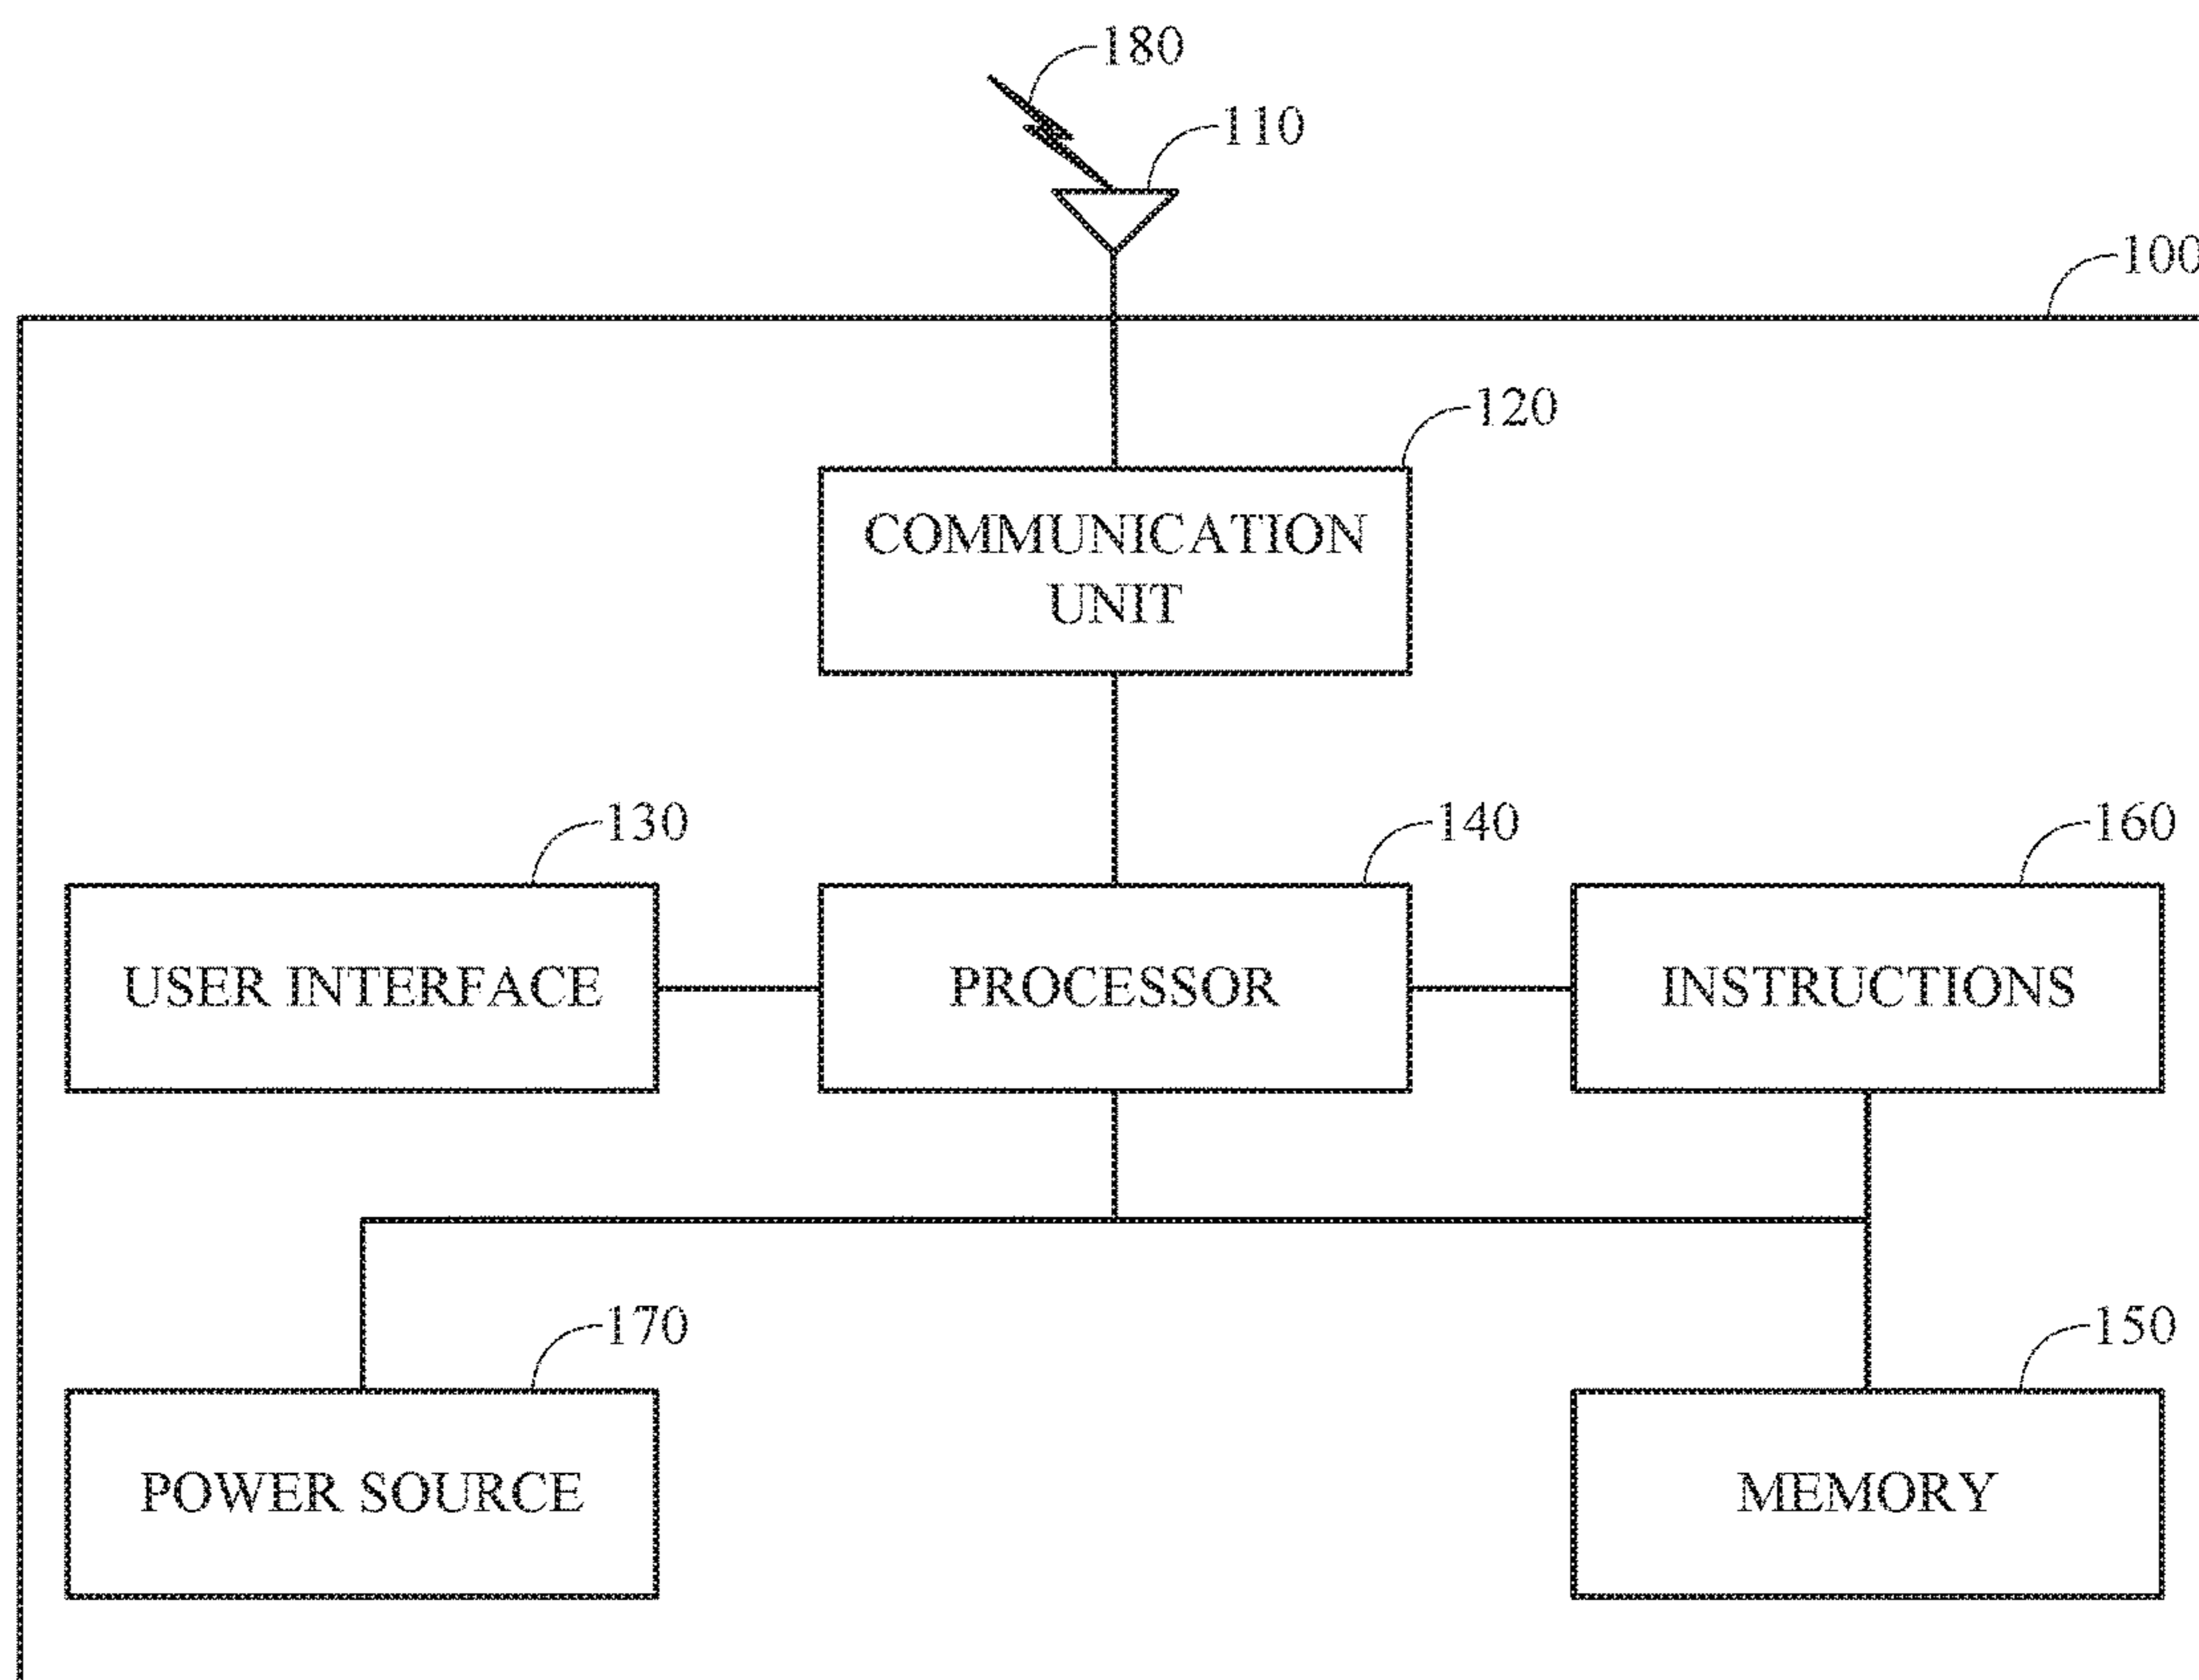 180
110
100
120
COMMUNICATION
UNIT
130
140
160
USER INTERFACE
PROCESSOR
INSTRUCTIONS
170
150
POWER SOURCE
MEMORY